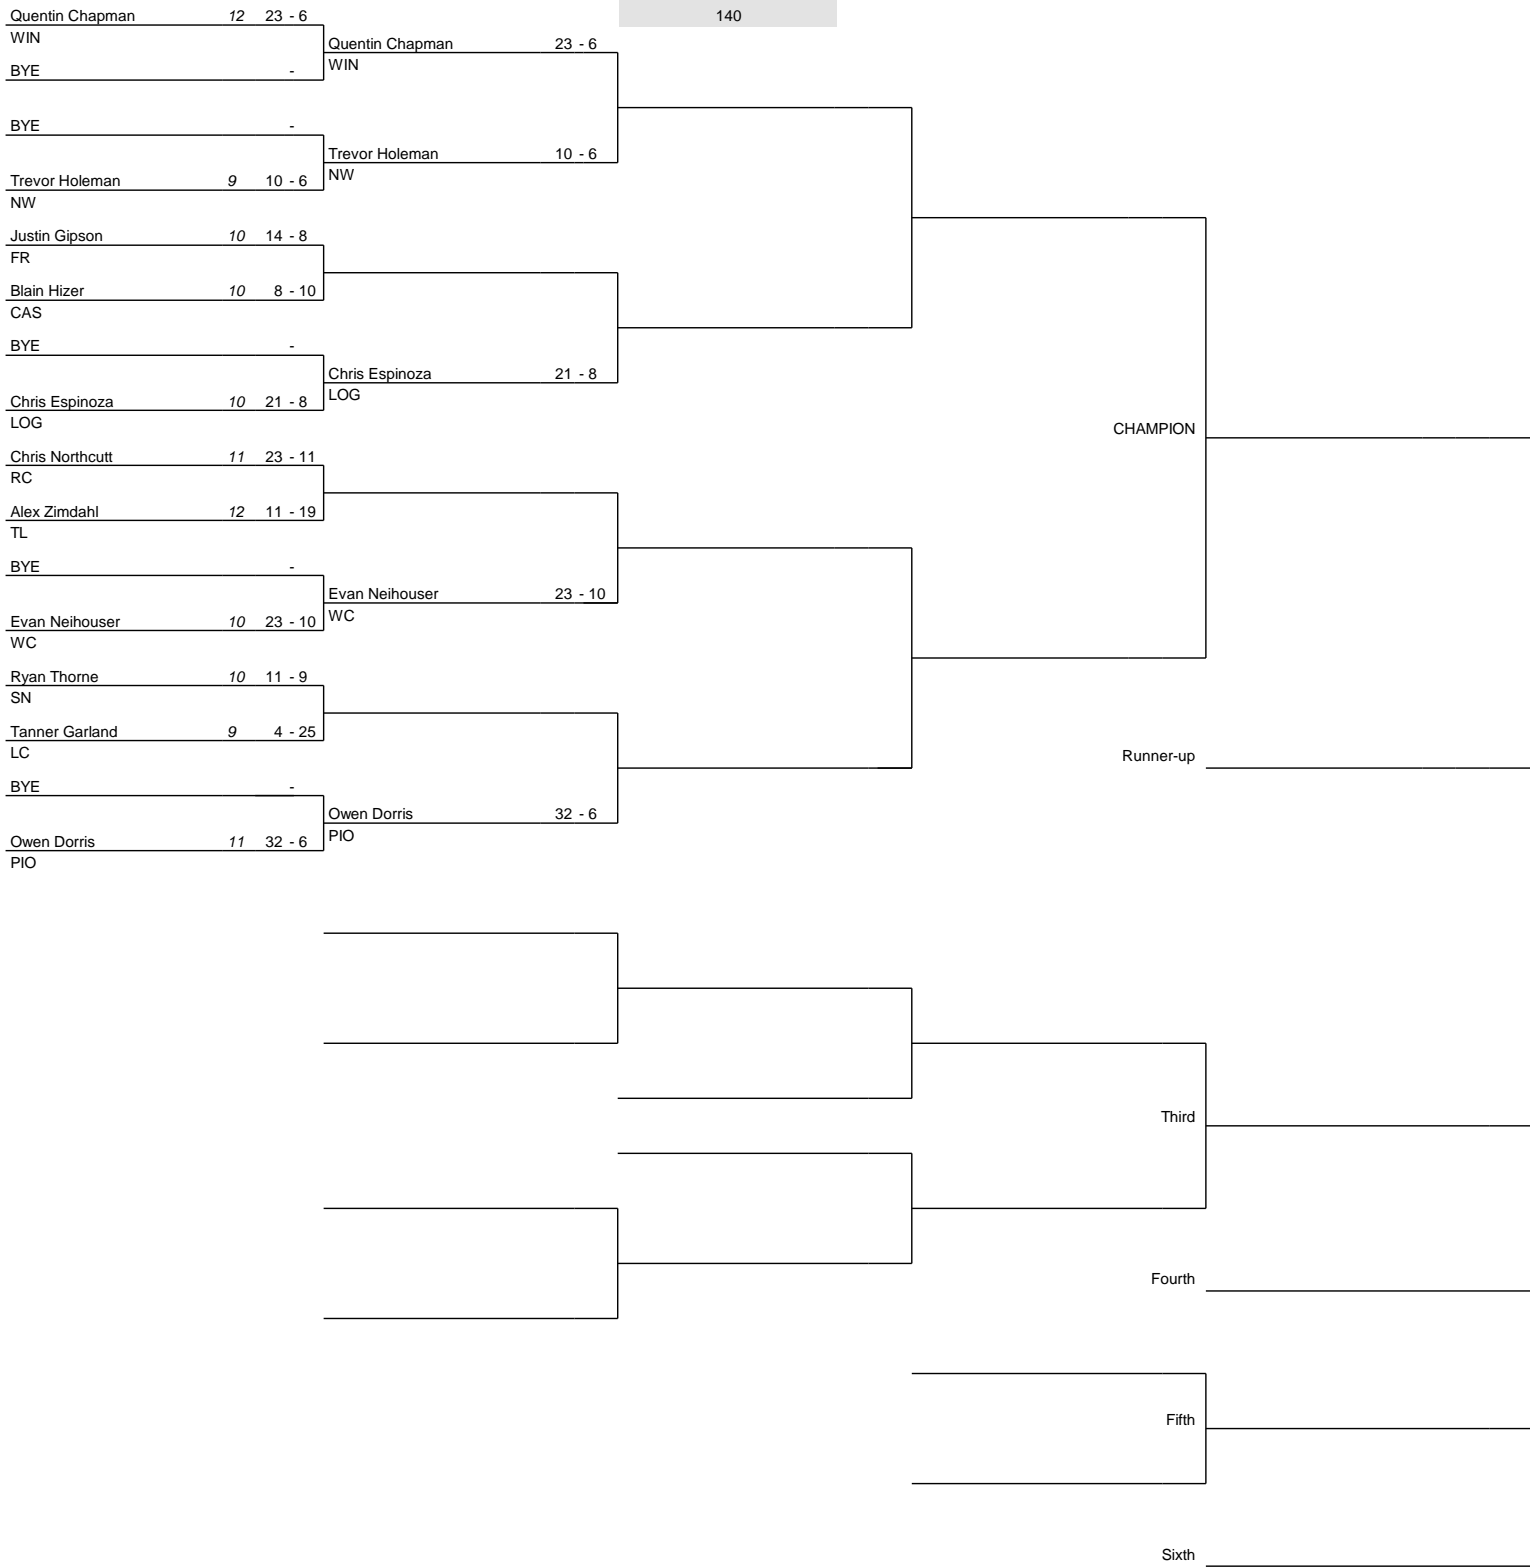 140
Quentin Chapman 12 23 - 6
WIN
BYE -
Quentin Chapman 23 - 6
WIN
BYE -
Trevor Holeman 9 10 - 6
NW
Trevor Holeman 10 - 6
NW
Justin Gipson 10 14 - 8
FR
Blain Hizer 10 8 - 10
CAS
BYE -
Chris Espinoza 10 21 - 8
LOG
Chris Espinoza 21 - 8
LOG
Chris Northcutt 11 23 - 11
RC
Alex Zimdahl 12 11 - 19
TL
BYE -
Evan Neihouser 10 23 - 10
WC
Evan Neihouser 23 - 10
WC
Ryan Thorne 10 11 - 9
SN
Tanner Garland 9 4 - 25
LC
BYE -
Owen Dorris 11 32 - 6
PIO
Owen Dorris 32 - 6
PIO
CHAMPION
Runner-up
Third
Fourth
Fifth
Sixth